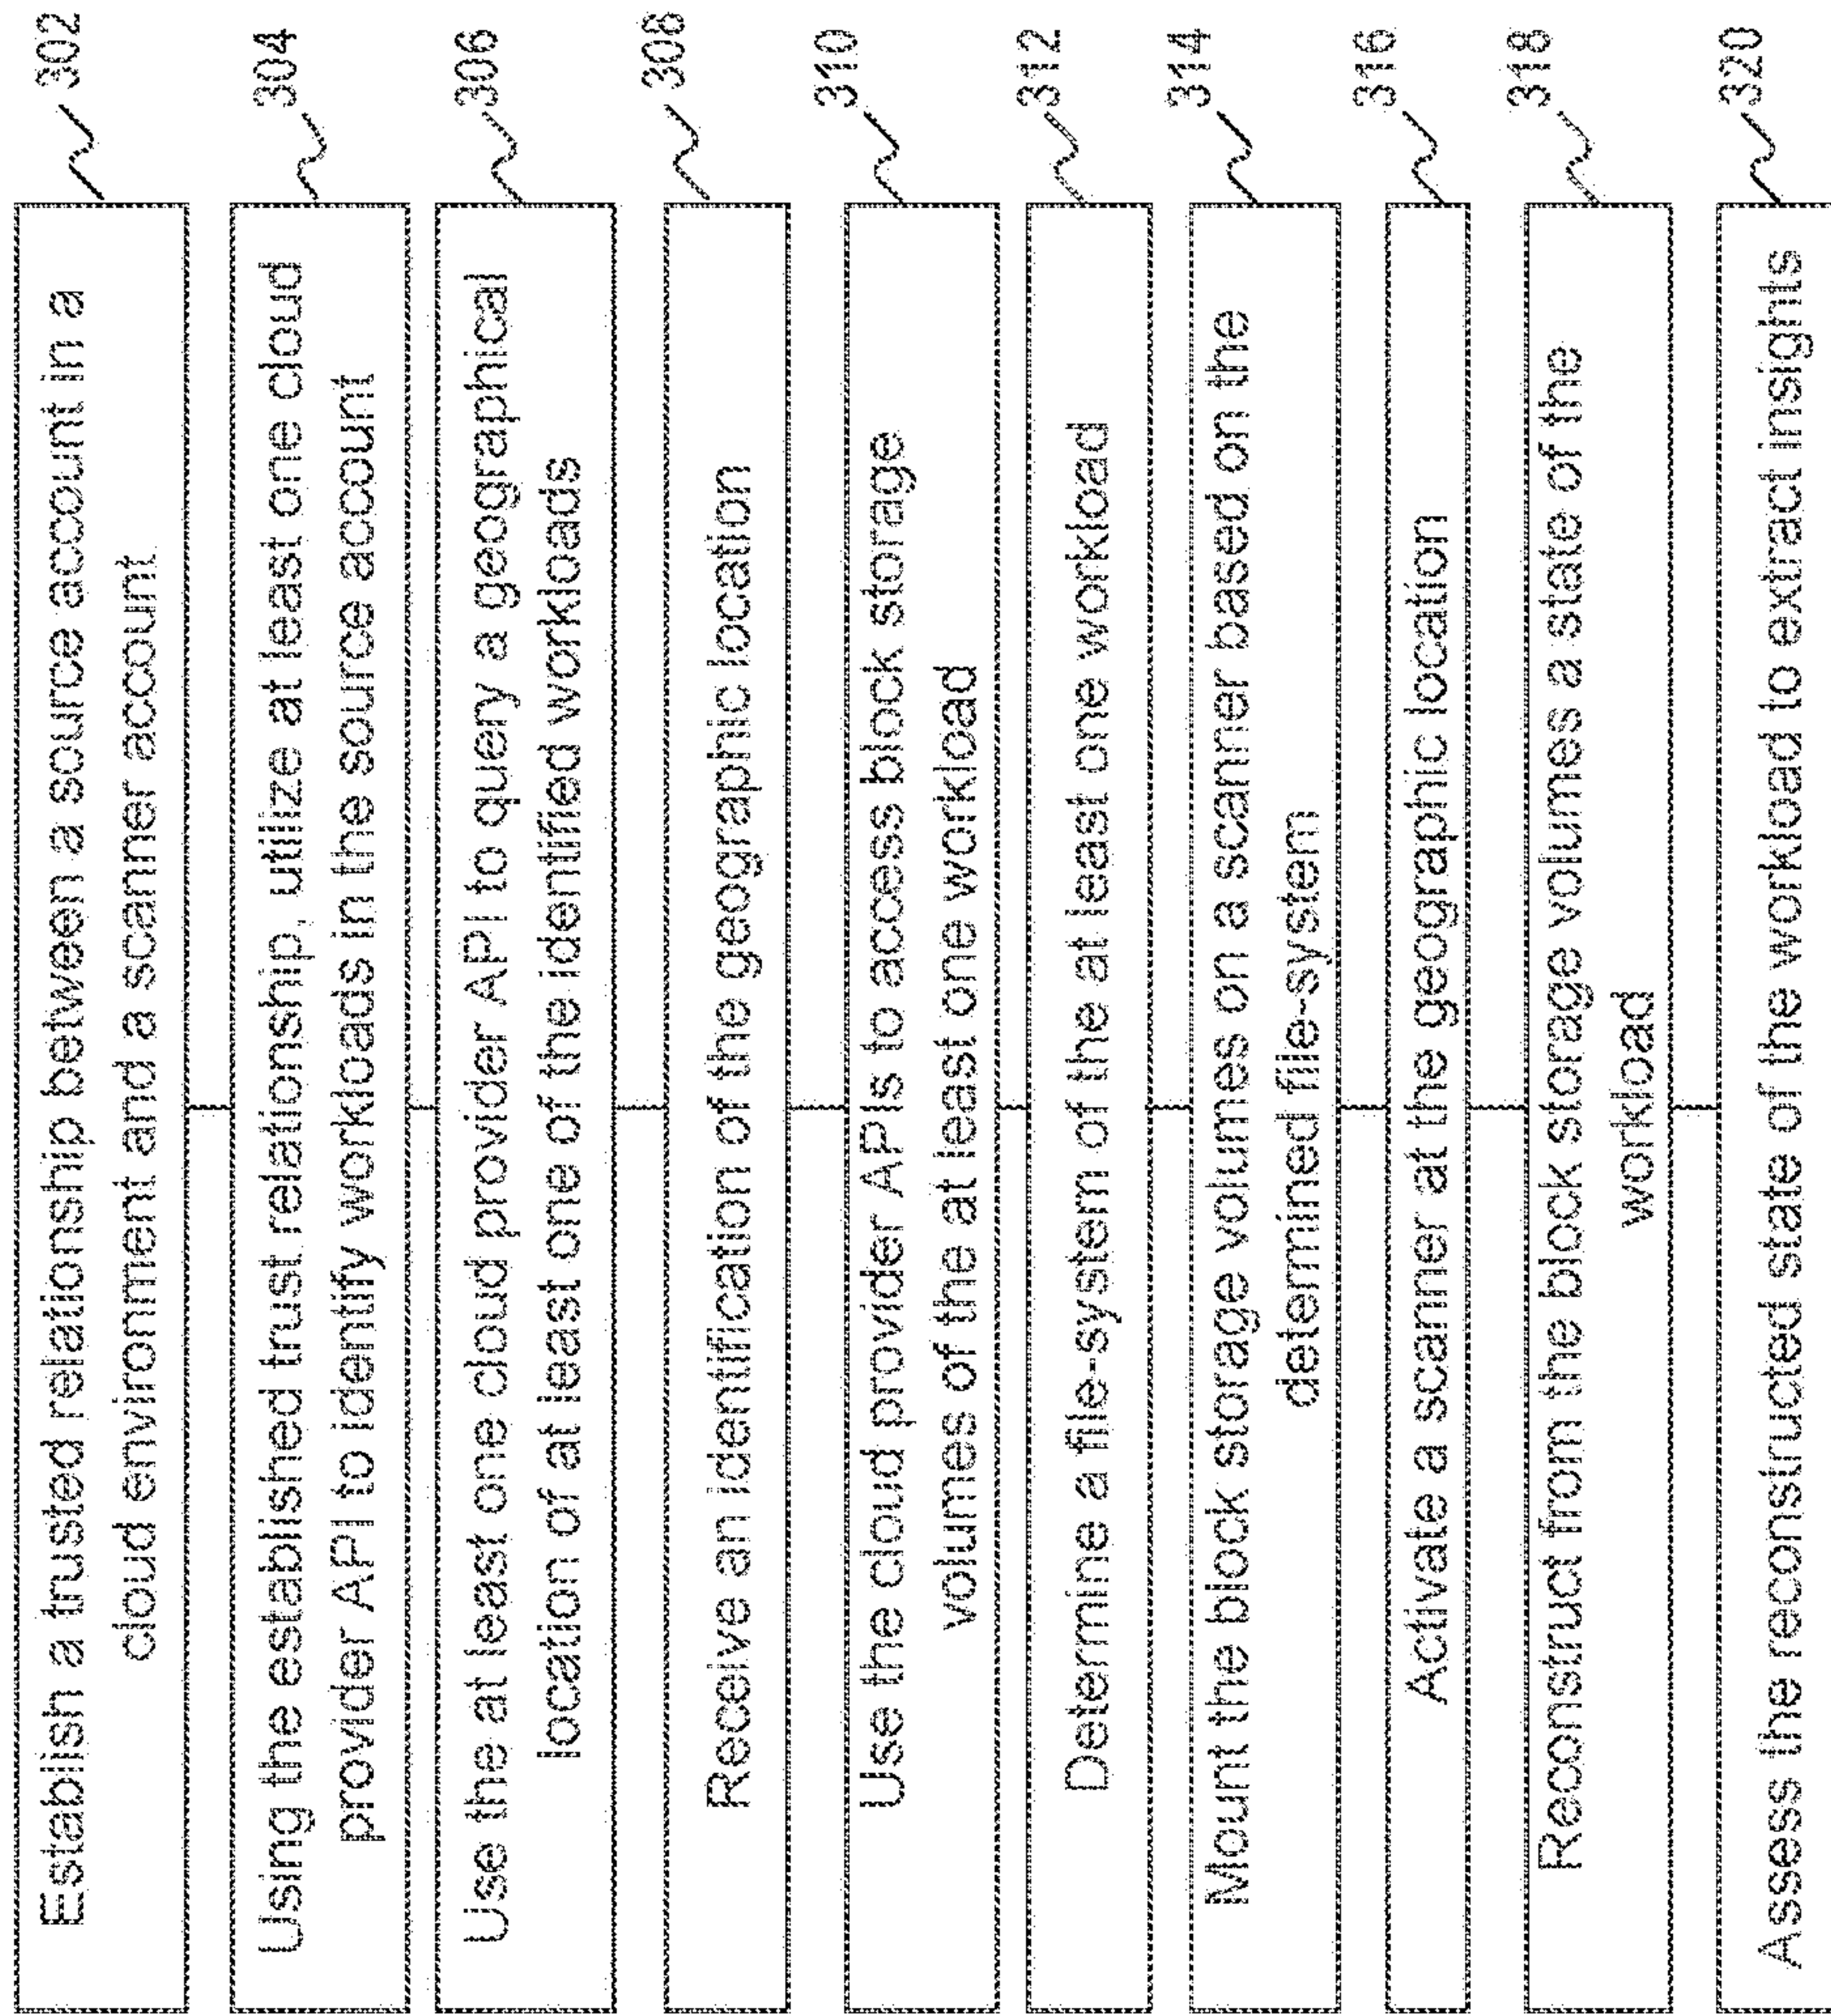 Establish a trusted relationship between a source account in a
cloud environment and a scanner account
302
Using the established trust relationship, utilize at least one cloud
provider API to identify workloads in the source account
304
Use the at least one cloud provider API to query a geographical
location of at least one of the identified workloads
306
Receive an identification of the geographic location
308
Use the cloud provider APIs to access block storage
volumes of the at least one workload
310
Determine a file-system of the at least one workload
312
Mount the block storage volumes on a scanner based on the
determined file-system
314
Activate a scanner at the geographic location
316
Reconstruct from the block storage volumes a state of the
workload
318
Assess the reconstructed state of the workload to extract insights
320